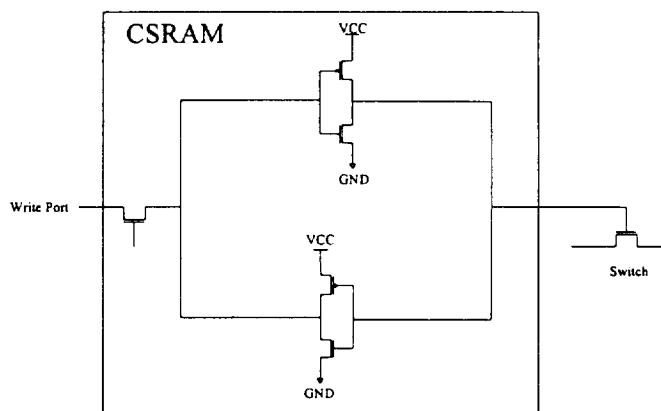 CSRAM
VCC
GND
Write Port
VCC
Switch
GND